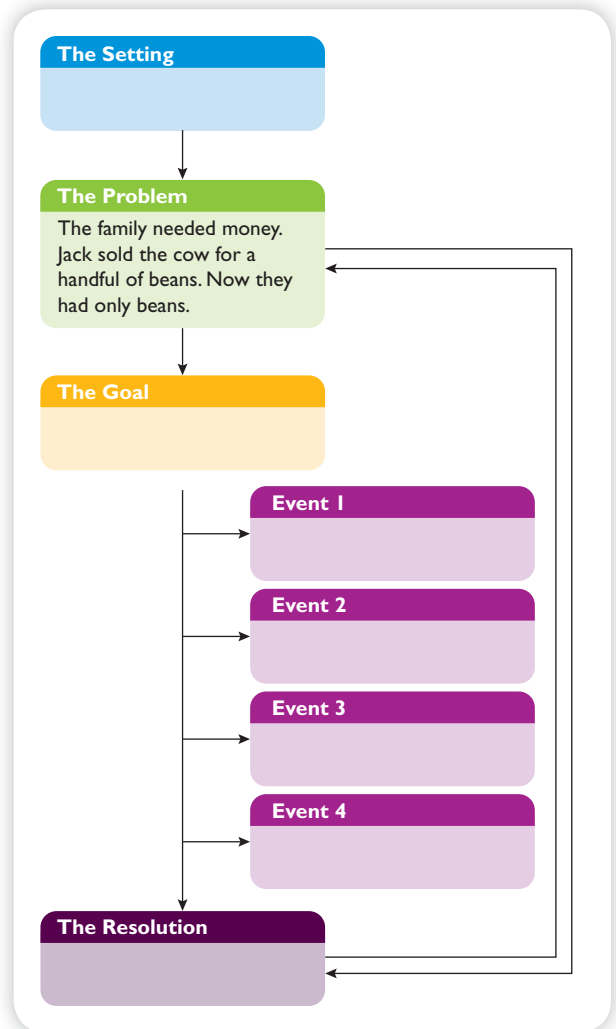 The Setting
The Problem
The family needed money.
Jack sold the cow for a
handful of beans. Now they
had only beans.
The Goal
Event 1
Event 2
Event 3
Event 4
The Resolution